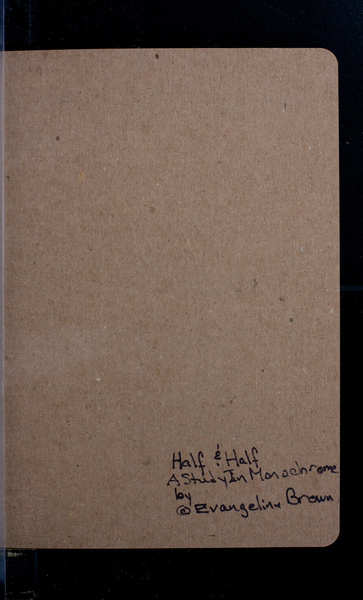 Half & Half
A Study In Monochrome
by
@Evangeline Brown